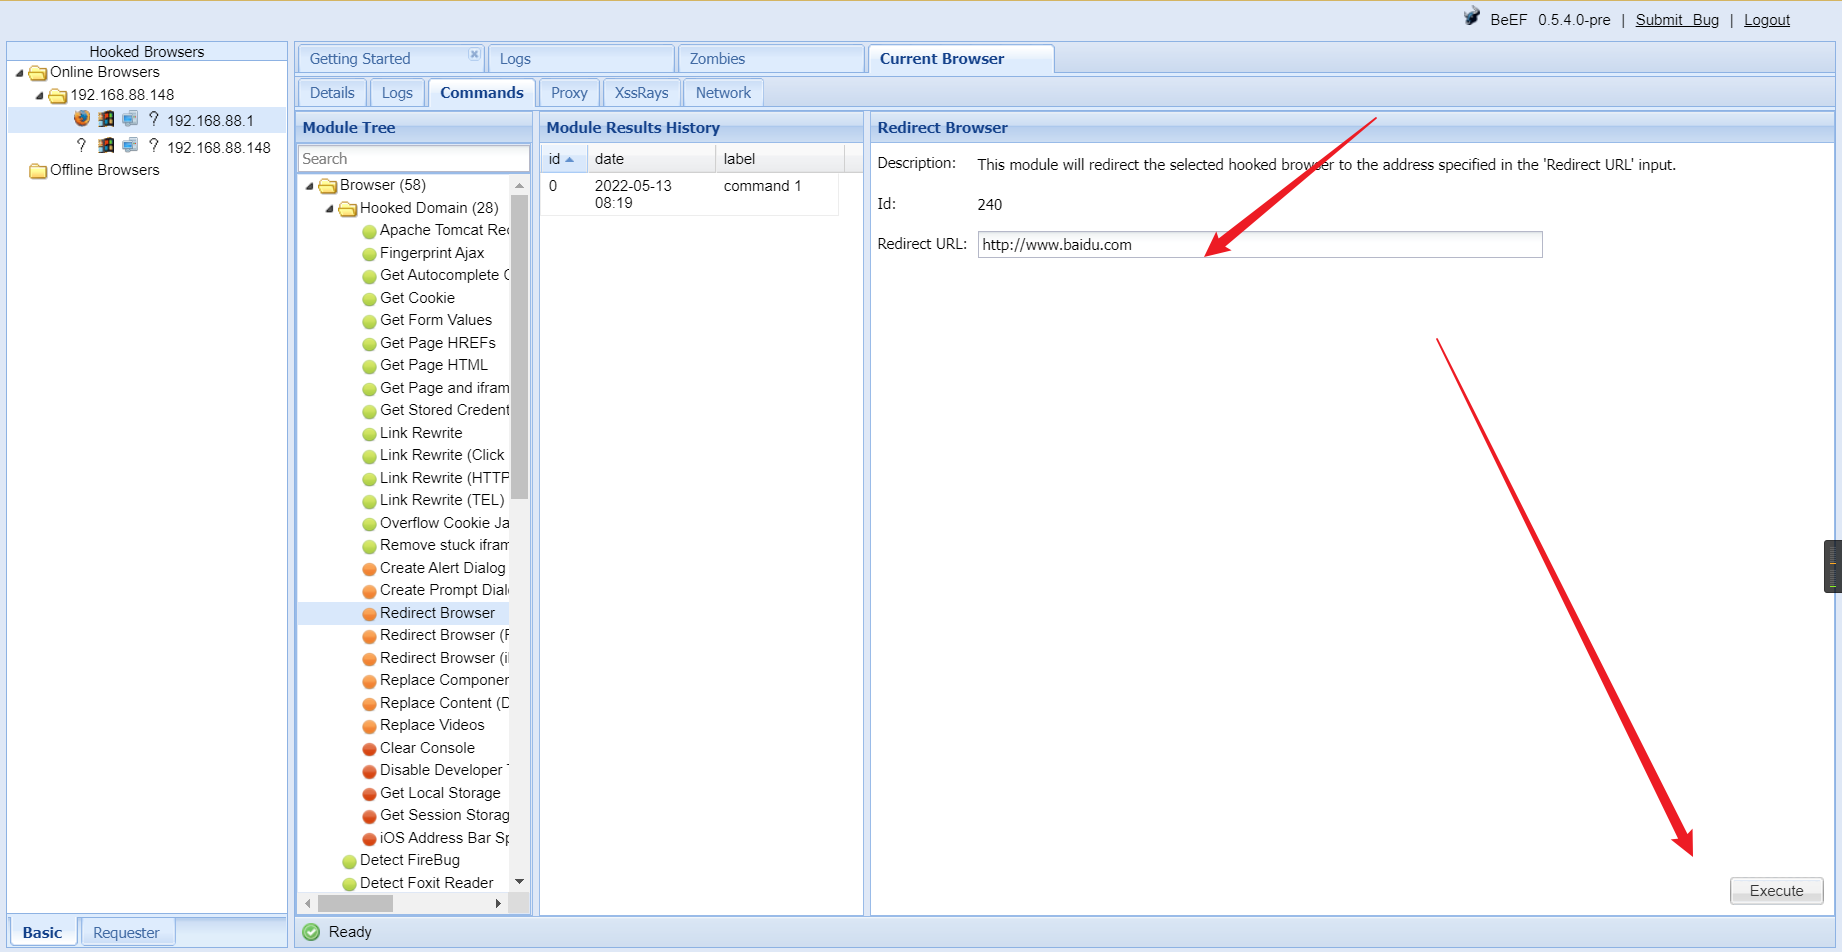 BeEF 0.5.4.0-pre | Submit Bug | Logout
Hooked Browsers
Online Browsers
192.168.88.148
? 192.168.88.1
? ? 192.168.88.148
Offline Browsers
Basic
Requester
Getting Started
Logs
Zombies
Current Browser
Details
Logs
Commands
Proxy
XssRays
Network
Module Tree
Search
Browser (58)
Hooked Domain (28)
Apache Tomcat Rec
Fingerprint Ajax
Get Autocomplete C
Get Cookie
Get Form Values
Get Page HREFs
Get Page HTML
Get Page and ifram
Get Stored Credent
Link Rewrite
Link Rewrite (Click
Link Rewrite (HTTP
Link Rewrite (TEL)
Overflow Cookie Ja
Remove stuck ifram
Create Alert Dialog
Create Prompt Dial
Redirect Browser
Redirect Browser (F
Redirect Browser (i
Replace Componen
Replace Content (D
Replace Videos
Clear Console
Disable Developer T
Get Local Storage
Get Session Storag
iOS Address Bar Sp
Detect FireBug
Detect Foxit Reader
Module Results History
id date label
0 2022-05-13 command 1
08:19
Redirect Browser
Description: This module will redirect the selected hooked browser to the address specified in the 'Redirect URL' input.
Id: 240
Redirect URL: http://www.baidu.com
Execute
Ready